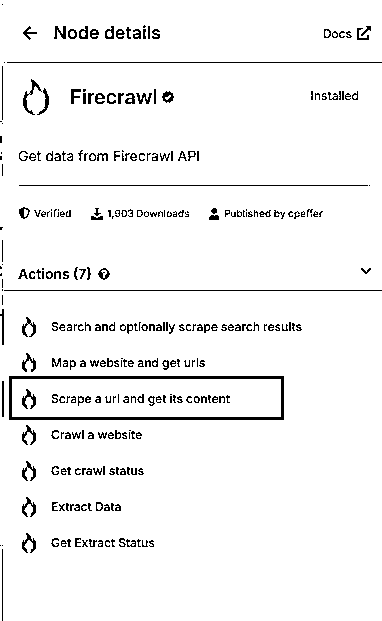 Node details
Docs
Firecrawl
Installed
Get data from Firecrawl API
Verified
1,903 Downloads
Published by cpeffer
Actions (7)
Search and optionally scrape search results
Map a website and get urls
Scrape a url and get its content
Crawl a website
Get crawl status
Extract Data
Get Extract Status